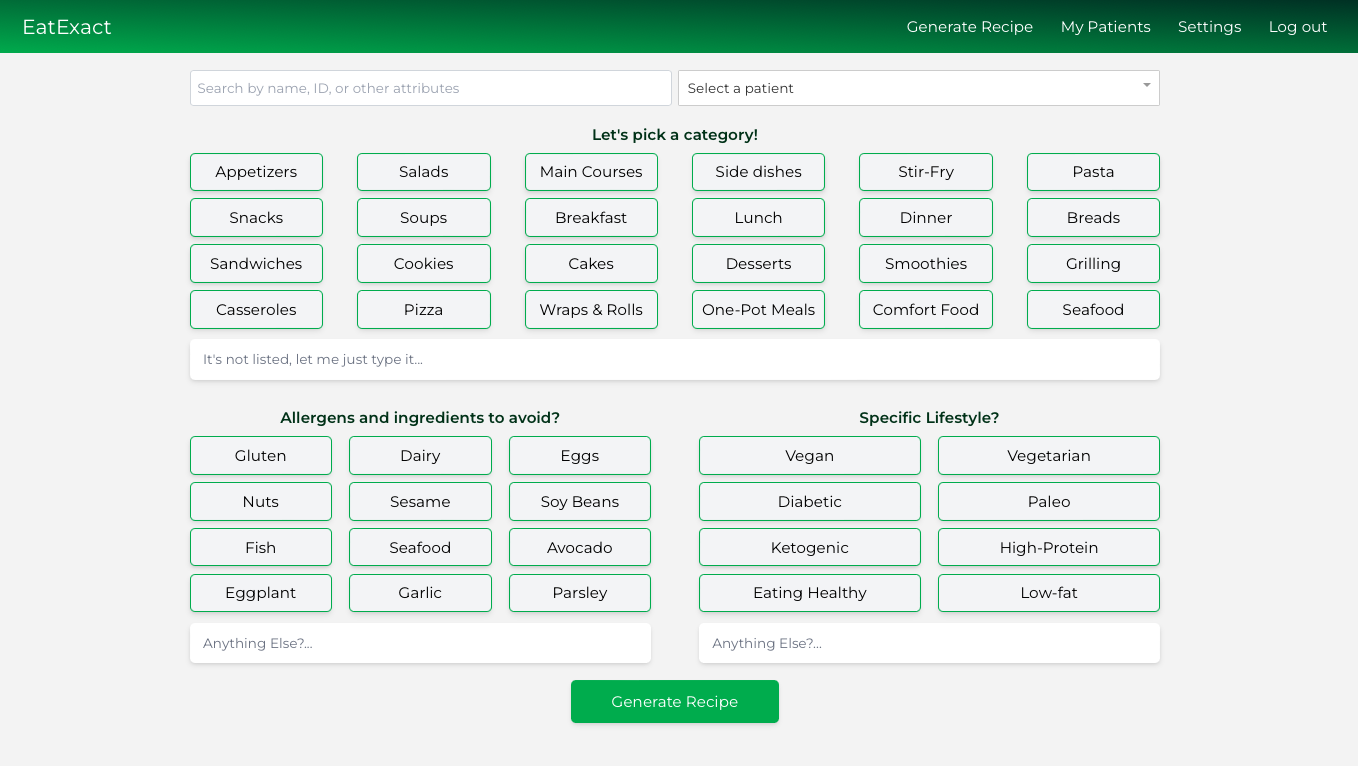 EatExact Generate Recipe My Patients Settings Log out
Search by name, ID, or other attributes Select a patient
Let's pick a category!
Appetizers Salads Main Courses Side dishes Stir-Fry Pasta
Snacks Soups Breakfast Lunch Dinner Breads
Sandwiches Cookies Cakes Desserts Smoothies Grilling
Casseroles Pizza Wraps & Rolls One-Pot Meals Comfort Food Seafood
It's not listed, let me just type it...
Allergens and ingredients to avoid?
Gluten Dairy Eggs
Nuts Sesame Soy Beans
Fish Seafood Avocado
Eggplant Garlic Parsley
Anything Else?...
Specific Lifestyle?
Vegan Vegetarian
Diabetic Paleo
Ketogenic High-Protein
Eating Healthy Low-fat
Anything Else?...
Generate Recipe